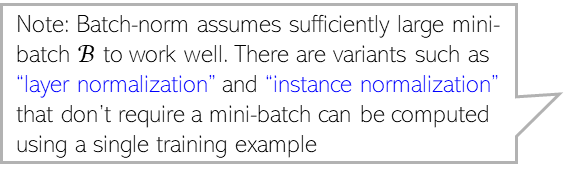 Note: Batch-norm assumes sufficiently large mini-
batch ℬ to work well. There are variants such as
“layer normalization” and “instance normalization”
that don’t require a mini-batch can be computed
using a single training example